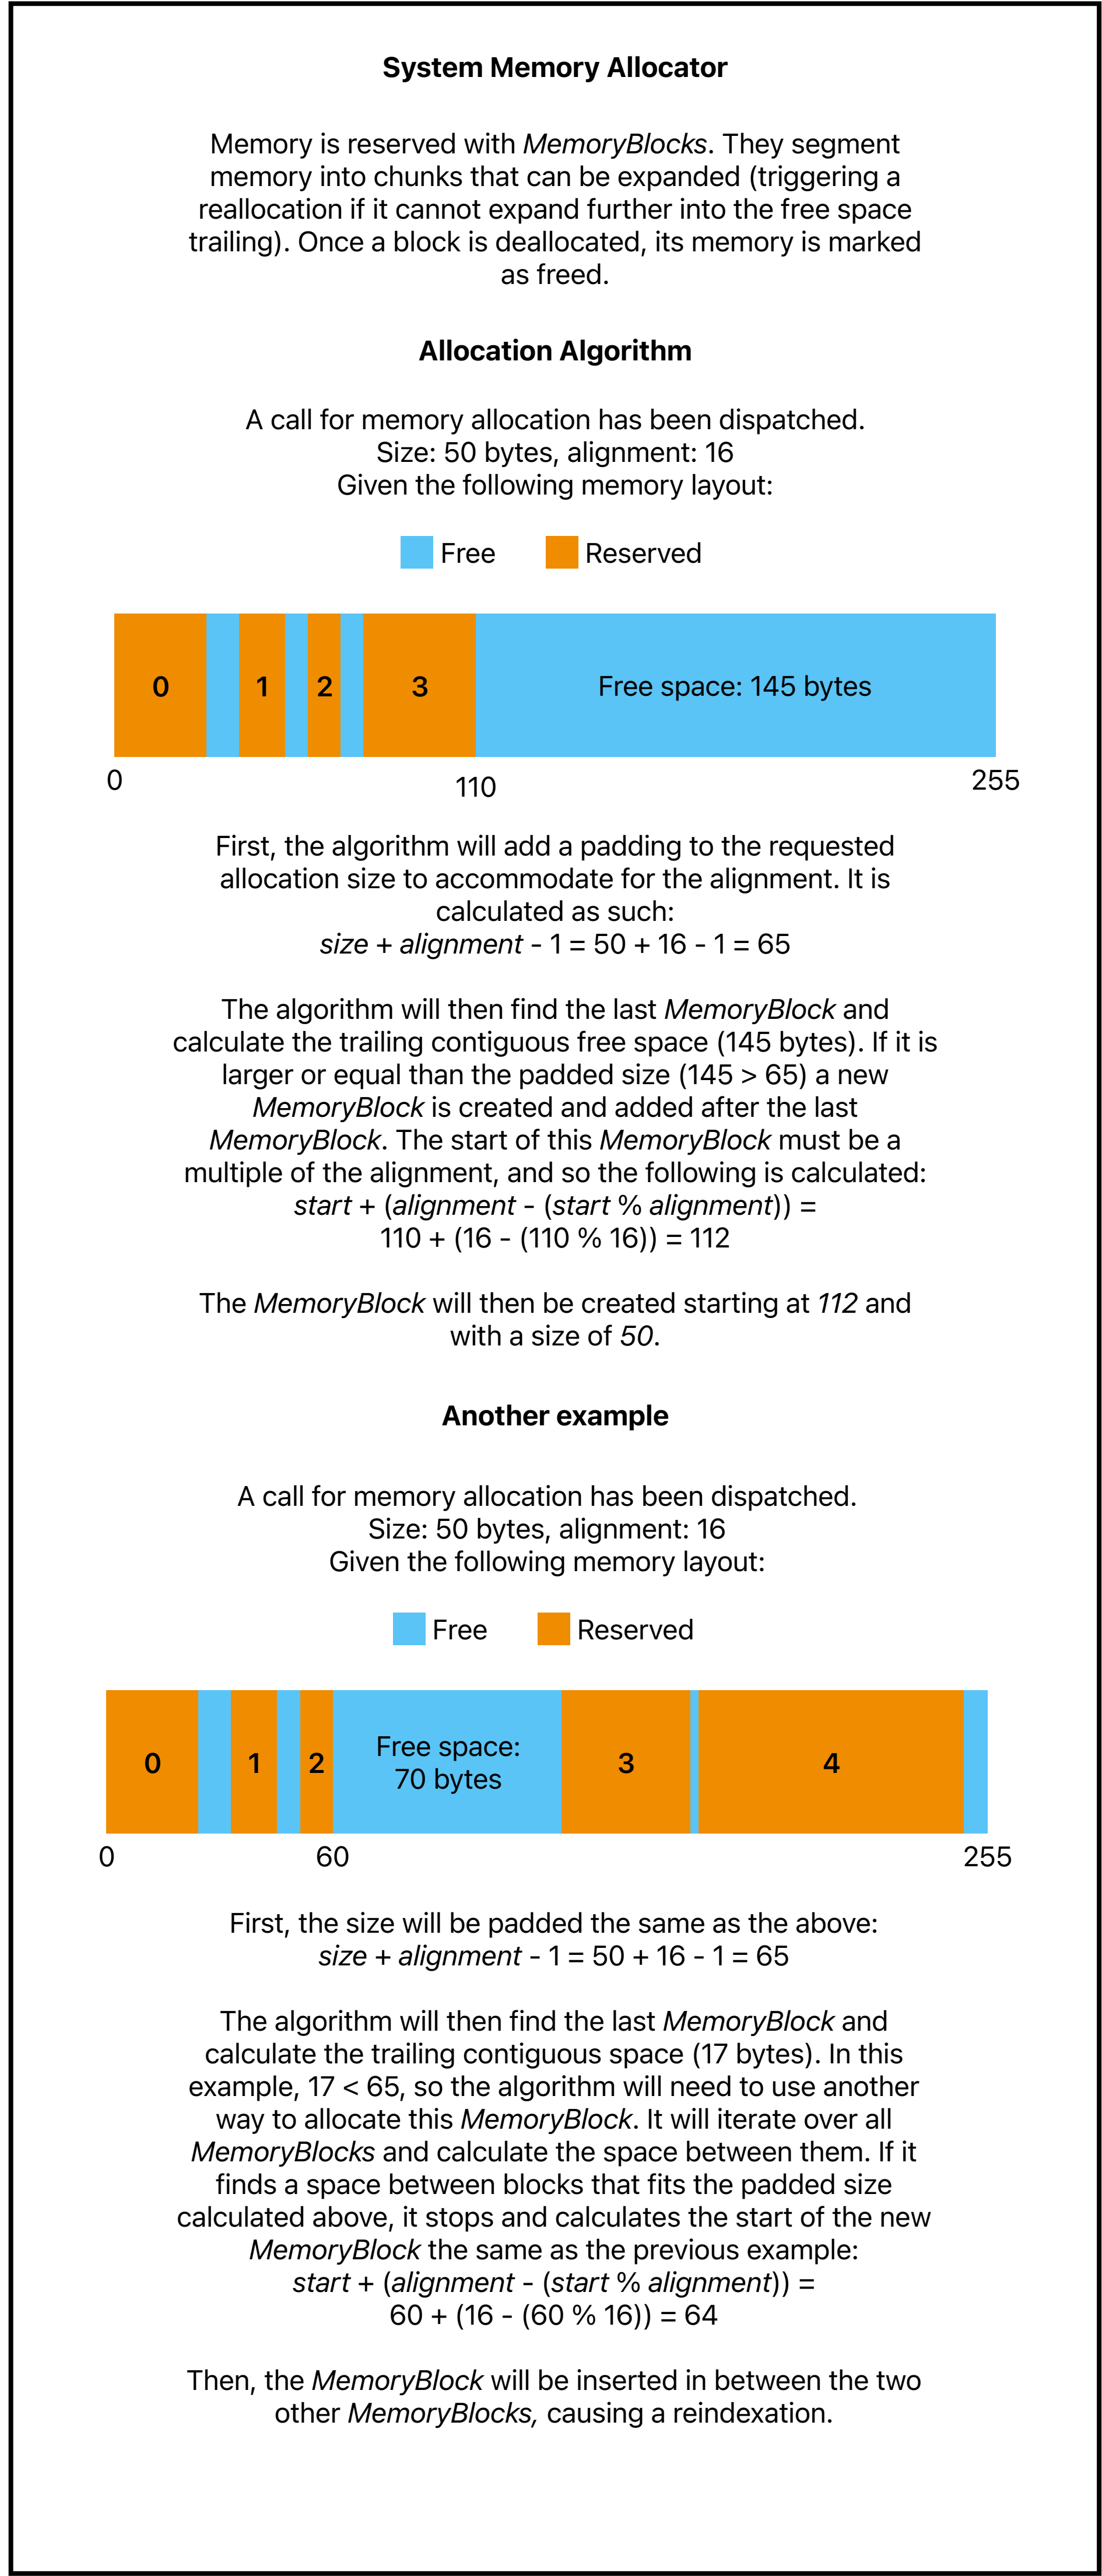 System Memory Allocator
Memory is reserved with MemoryBlocks. They segment
memory into chunks that can be expanded (triggering a
reallocation if it cannot expand further into the free space
trailing). Once a block is deallocated, its memory is marked
as freed.
Allocation Algorithm
A call for memory allocation has been dispatched.
Size: 50 bytes, alignment: 16
Given the following memory layout:
Free Reserved
0 1 2 3 Free space: 145 bytes
0 110 255
First, the algorithm will add a padding to the requested
allocation size to accommodate for the alignment. It is
calculated as such:
size + alignment - 1 = 50 + 16 - 1 = 65
The algorithm will then find the last MemoryBlock and
calculate the trailing contiguous free space (145 bytes). If it is
larger or equal than the padded size (145 > 65) a new
MemoryBlock is created and added after the last
MemoryBlock. The start of this MemoryBlock must be a
multiple of the alignment, and so the following is calculated:
start + (alignment - (start % alignment)) =
110 + (16 - (110 % 16)) = 112
The MemoryBlock will then be created starting at 112 and
with a size of 50.
Another example
A call for memory allocation has been dispatched.
Size: 50 bytes, alignment: 16
Given the following memory layout:
Free Reserved
0 1 2 Free space:
70 bytes
3 4
0 60 255
First, the size will be padded the same as the above:
size + alignment - 1 = 50 + 16 - 1 = 65
The algorithm will then find the last MemoryBlock and
calculate the trailing contiguous space (17 bytes). In this
example, 17 < 65, so the algorithm will need to use another
way to allocate this MemoryBlock. It will iterate over all
MemoryBlocks and calculate the space between them. If it
finds a space between blocks that fits the padded size
calculated above, it stops and calculates the start of the new
MemoryBlock the same as the previous example:
start + (alignment - (start % alignment)) =
60 + (16 - (60 % 16)) = 64
Then, the MemoryBlock will be inserted in between the two
other MemoryBlocks, causing a reindexation.